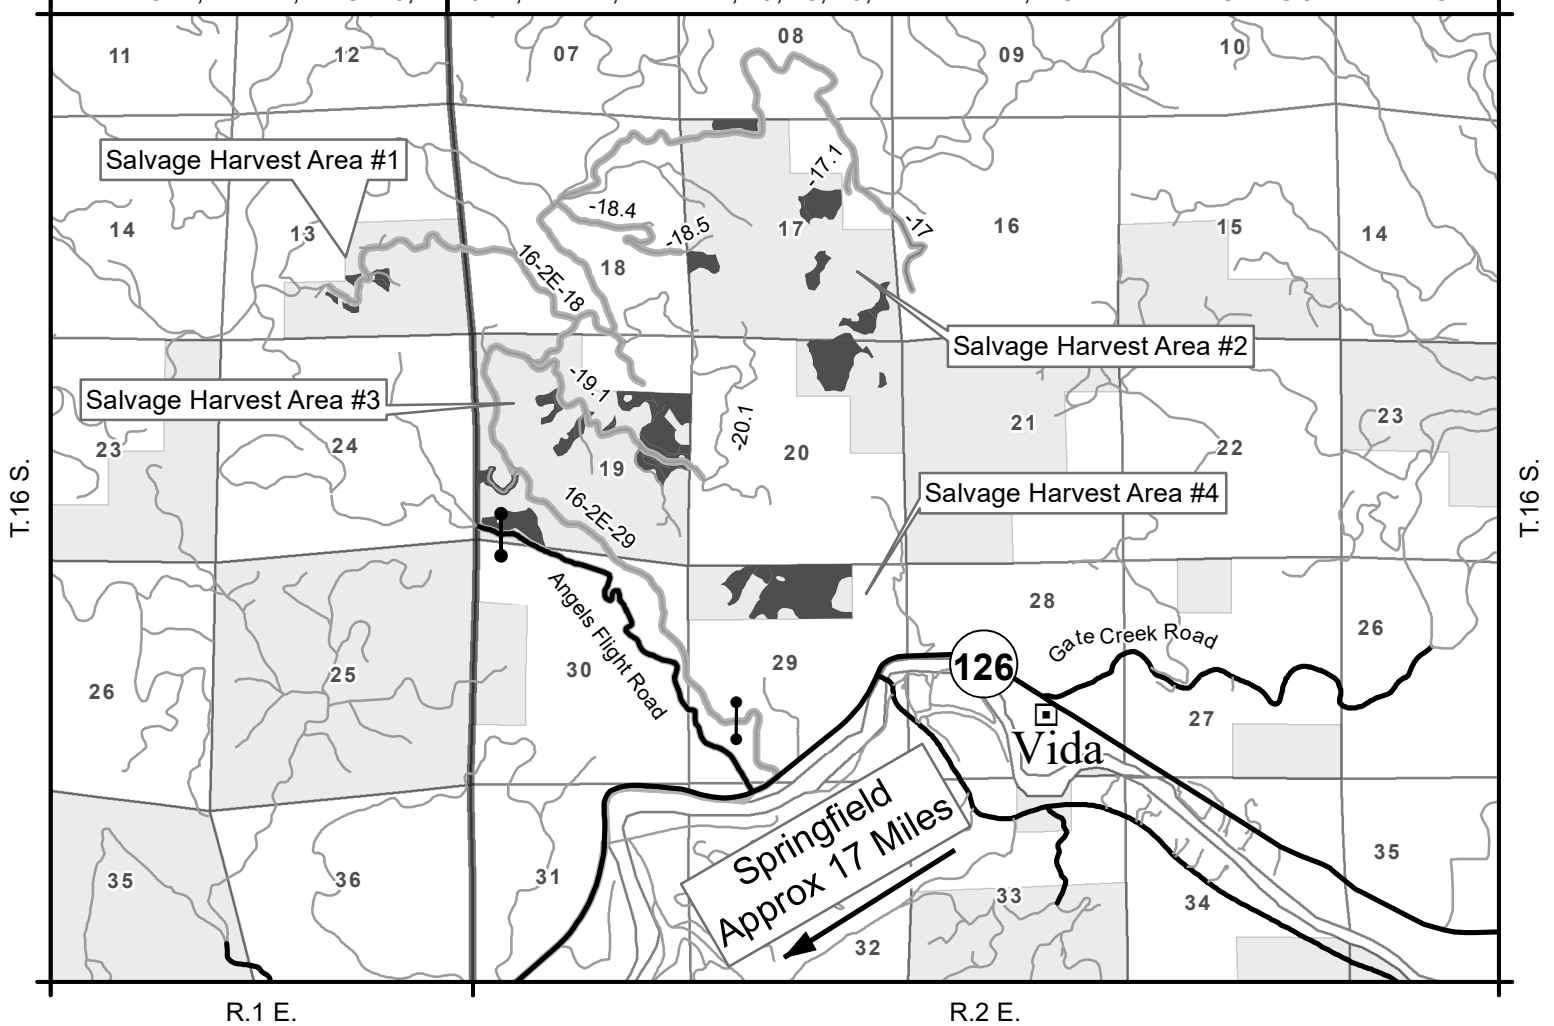 08
11
12
07
09
10
Salvage Harvest Area #1
-17.1
-18.4
-18.5
-17
14
13
17
16
15
14
18
16-2E-18
Salvage Harvest Area #2
-19.1
Salvage Harvest Area #3
-20.1
23
24
19
20
21
22
23
T.16 S.
T.16 S.
16-2E-29
Salvage Harvest Area #4
Angels Flight Road
28
26
Gate Creek Road
126
26
25
30
29
27
Vida
Springfield
Approx 17 Miles
35
36
31
32
33
34
35
R.1 E.
R.2 E.